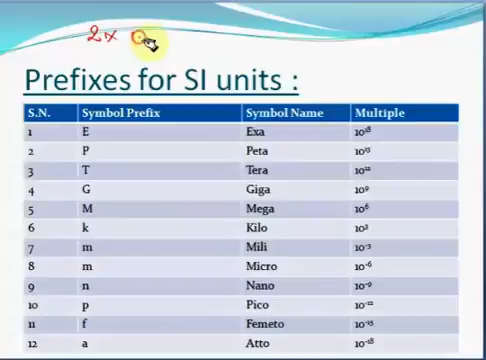 2x
Prefixes for SI units :
S.N. Symbol Prefix Symbol Name Multiple
1 E Exa 10¹⁸
2 P Peta 10¹⁵
3 T Tera 10¹²
4 G Giga 10⁹
5 M Mega 10⁶
6 k Kilo 10³
7 m Mili 10⁻³
8 m Micro 10⁻⁶
9 n Nano 10⁻⁹
10 p Pico 10⁻¹²
11 f Femeto 10⁻¹⁵
12 a Atto 10⁻¹⁸